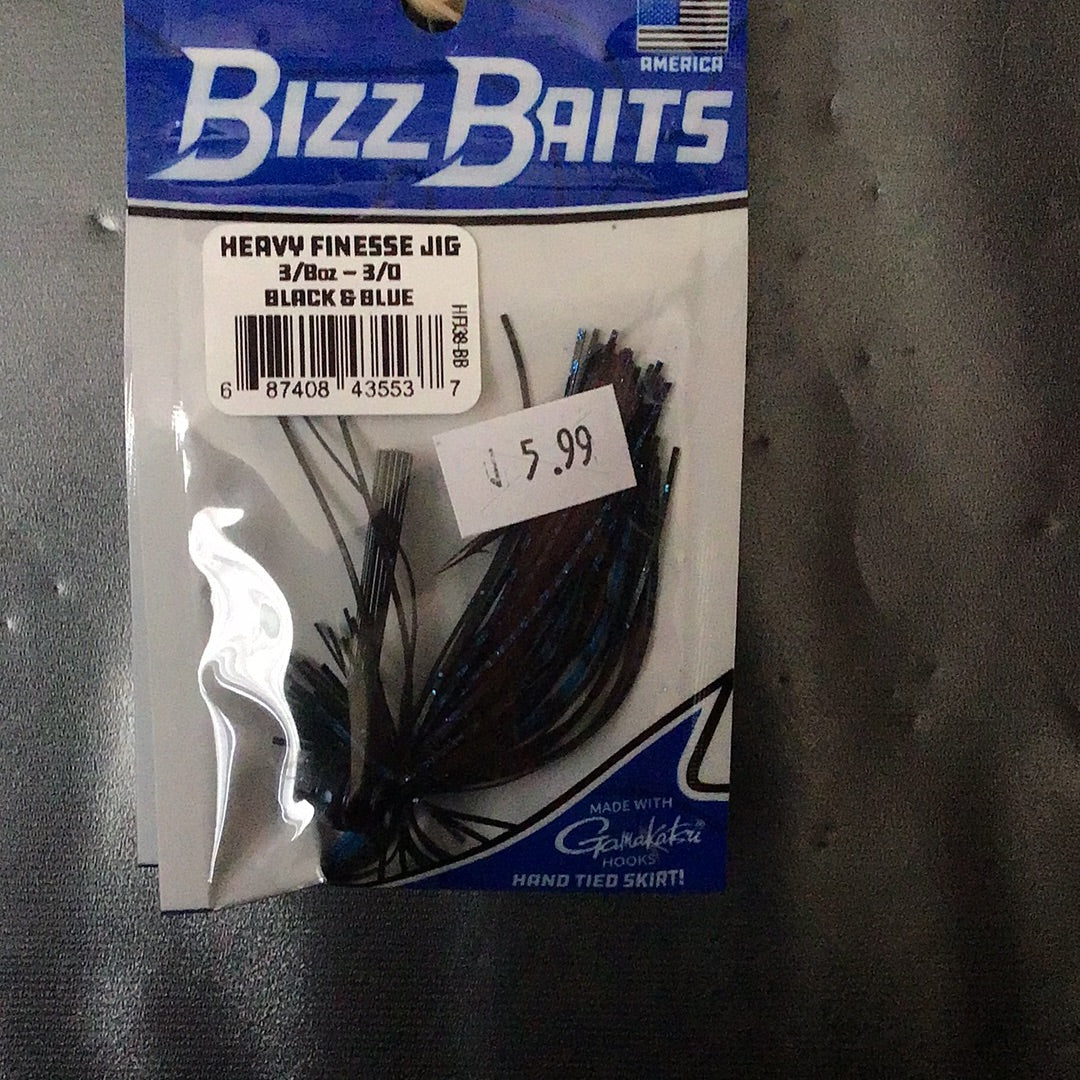 AMERICA
BIZZ BAITS
HEAVY FINESSE JIG
3/8oz – 3/0
BLACK & BLUE
HFJ38-BB
6 87408 43553 7
5.99
MADE WITH
Gamakatsu
HOOKS
HAND TIED SKIRT!